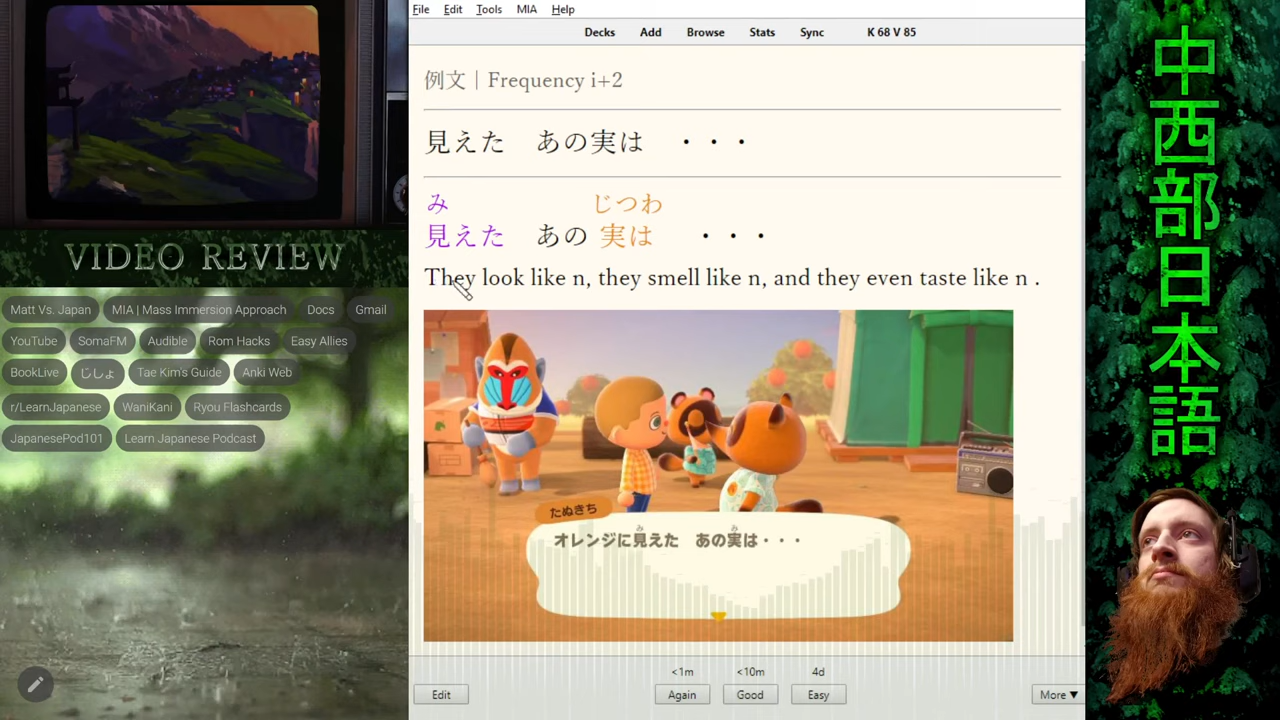 VIDEO REVIEW
Matt Vs. Japan
MIA | Mass Immersion Approach
Docs
Gmail
YouTube
SomaFM
Audible
Rom Hacks
Easy Allies
BookLive
じしょ
Tae Kim's Guide
Anki Web
r/LearnJapanese
WaniKani
Ryou Flashcards
JapanesePod101
Learn Japanese Podcast
File Edit Tools MIA Help
Decks Add Browse Stats Sync K 68 V 85
例文 | Frequency i+2
見えた　あの実は　・・・
み じつわ
見えた　あの 実は　・・・
They look like n, they smell like n, and they even taste like n .
たぬきち
み み
オレンジに見えた　あの実は・・・
<1m <10m 4d
Edit Again Good Easy More ▼
中西部日本語